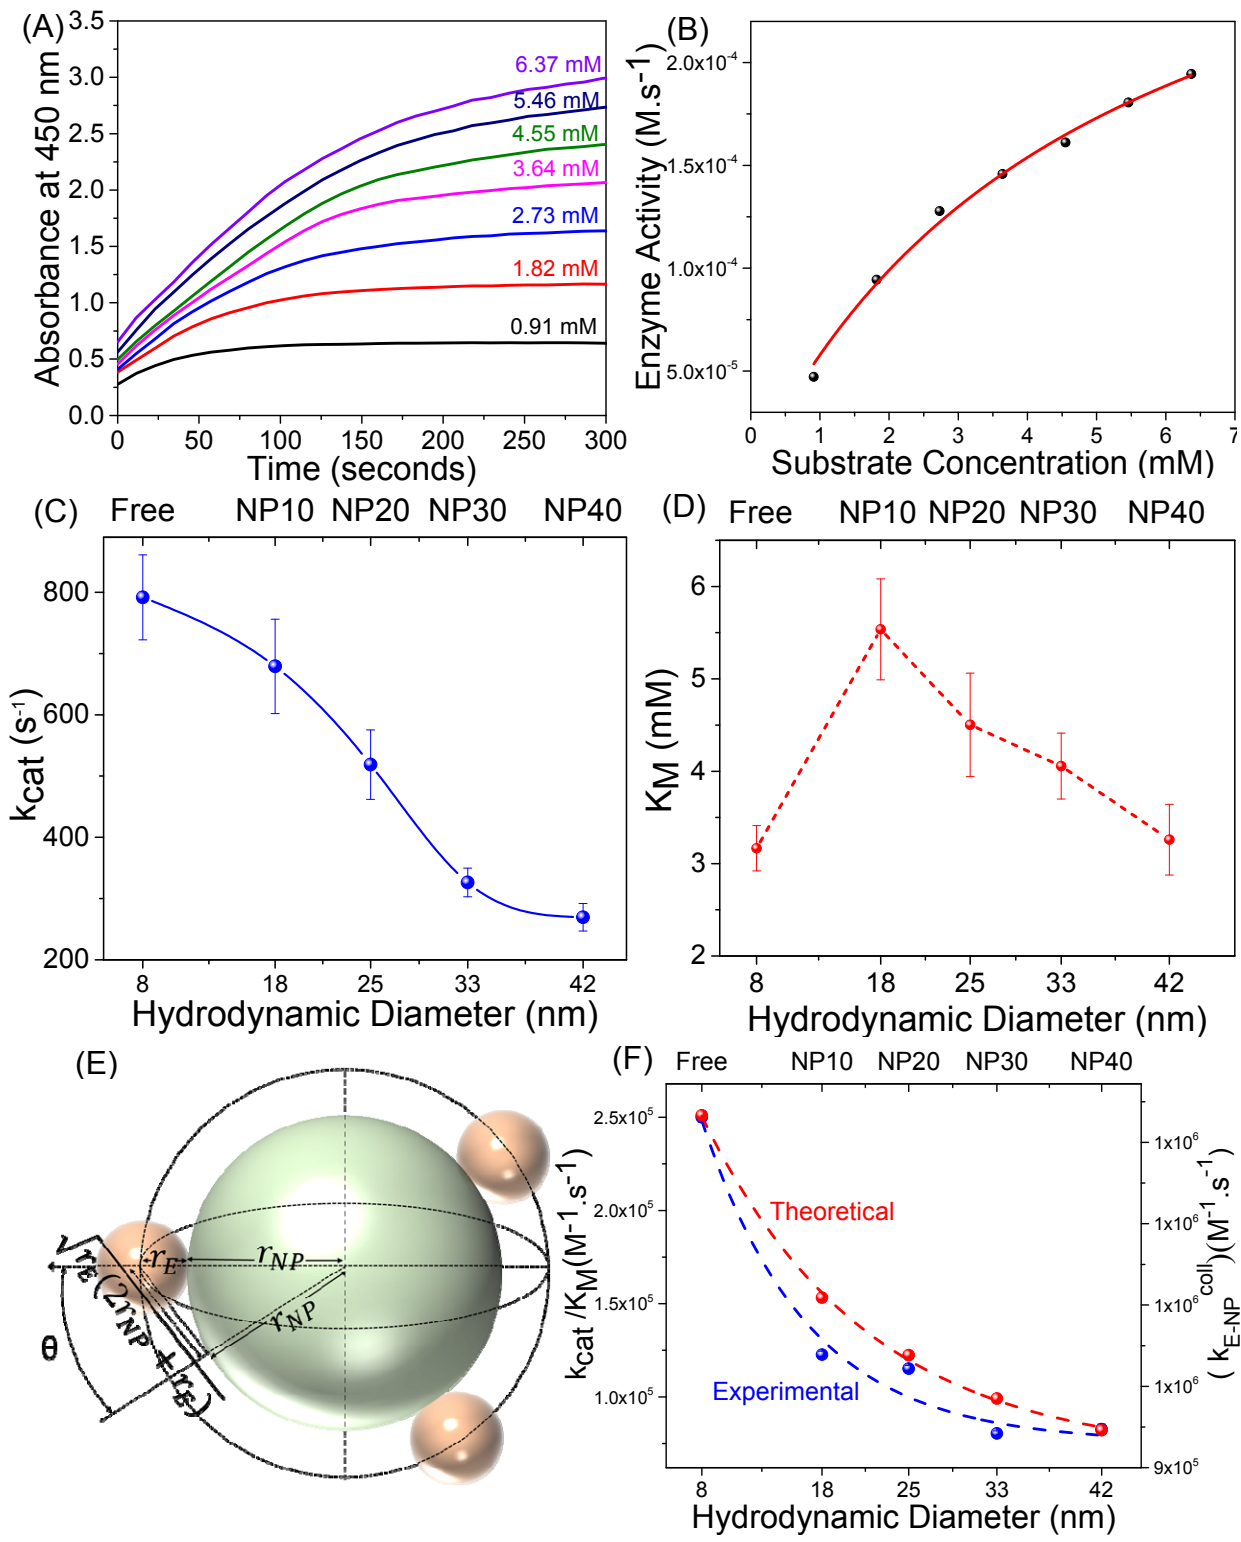 (A)
Absorbance at 450 nm
3.5
3.0
2.5
2.0
1.5
1.0
0.5
0.0
6.37 mM
5.46 mM
4.55 mM
3.64 mM
2.73 mM
1.82 mM
0.91 mM
0 50 100 150 200 250 300
Time (seconds)
(B)
Enzyme Activity (M.s⁻¹)
2.0x10⁻⁴
1.5x10⁻⁴
1.0x10⁻⁴
5.0x10⁻⁵
0 1 2 3 4 5 6 7
Substrate Concentration (mM)
(C)
Free NP10 NP20 NP30 NP40
kcat (s⁻¹)
800
600
400
200
8 18 25 33 42
Hydrodynamic Diameter (nm)
(D)
Free NP10 NP20 NP30 NP40
KM (mM)
6
5
4
3
2
8 18 25 33 42
Hydrodynamic Diameter (nm)
(E)
rE
rNP
rNP
√rE(2rNP + rE)
θ
(F)
Free NP10 NP20 NP30 NP40
kcat /KM(M-¹.s⁻¹)
2.5x10⁵
2.0x10⁵
1.5x10⁵
1.0x10⁵
Theoretical
Experimental
1x10⁶
1x10⁶
1x10⁶
1x10⁶
9x10⁵
( kE-NP^coll)(M⁻¹.s⁻¹)
8 18 25 33 42
Hydrodynamic Diameter (nm)